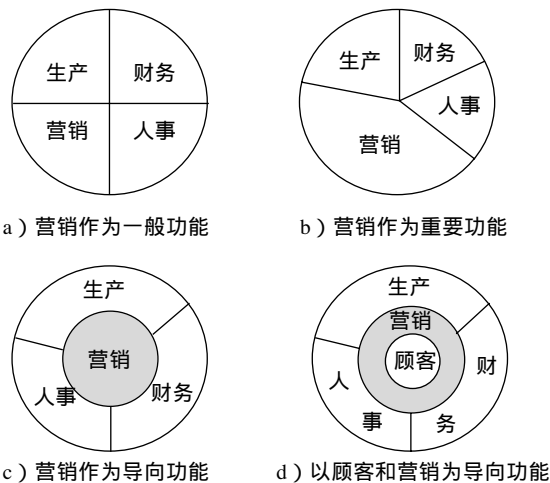 生产 财务
营销 人事
a）营销作为一般功能
生产 财务
人事
营销
b）营销作为重要功能
生产
营销
人事 财务
c）营销作为导向功能
生产
营销
顾客
人 财
事 务
d）以顾客和营销为导向功能